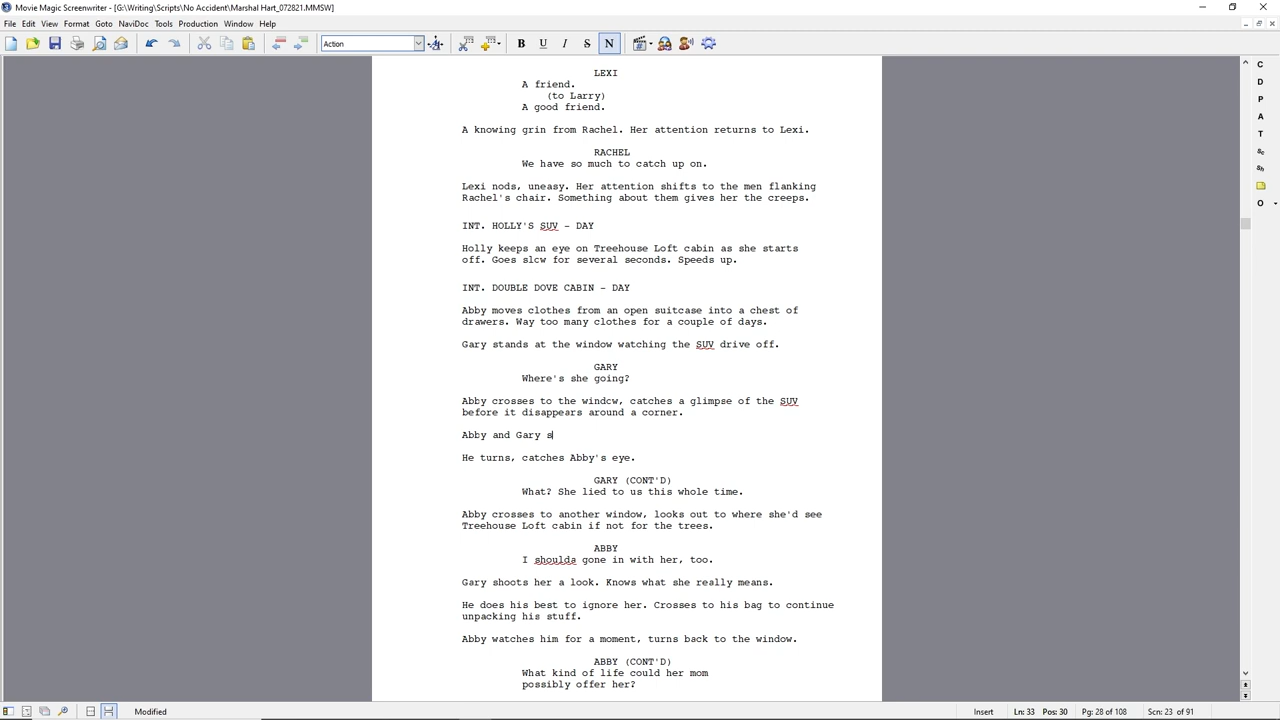 Movie Magic Screenwriter - [G:\Writing\Scripts\No Accident\Marshal Hart_072821.MMSW]
File Edit View Format Goto NaviDoc Tools Production Window Help
Action
B U I S N
LEXI
A friend.
(to Larry)
A good friend.
A knowing grin from Rachel. Her attention returns to Lexi.
RACHEL
We have so much to catch up on.
Lexi nods, uneasy. Her attention shifts to the men flanking
Rachel's chair. Something about them gives her the creeps.
INT. HOLLY'S SUV - DAY
Holly keeps an eye on Treehouse Loft cabin as she starts
off. Goes slow for several seconds. Speeds up.
INT. DOUBLE DOVE CABIN - DAY
Abby moves clothes from an open suitcase into a chest of
drawers. Way too many clothes for a couple of days.
Gary stands at the window watching the SUV drive off.
GARY
Where's she going?
Abby crosses to the window, catches a glimpse of the SUV
before it disappears around a corner.
Abby and Gary s
He turns, catches Abby's eye.
GARY (CONT'D)
What? She lied to us this whole time.
Abby crosses to another window, looks out to where she'd see
Treehouse Loft cabin if not for the trees.
ABBY
I shoulda gone in with her, too.
Gary shoots her a look. Knows what she really means.
He does his best to ignore her. Crosses to his bag to continue
unpacking his stuff.
Abby watches him for a moment, turns back to the window.
ABBY (CONT'D)
What kind of life could her mom
possibly offer her?
C
D
P
A
T
Sc
Sh
O
Modified
Insert Ln: 33 Pos: 30 Pg: 28 of 108 Scn: 23 of 91